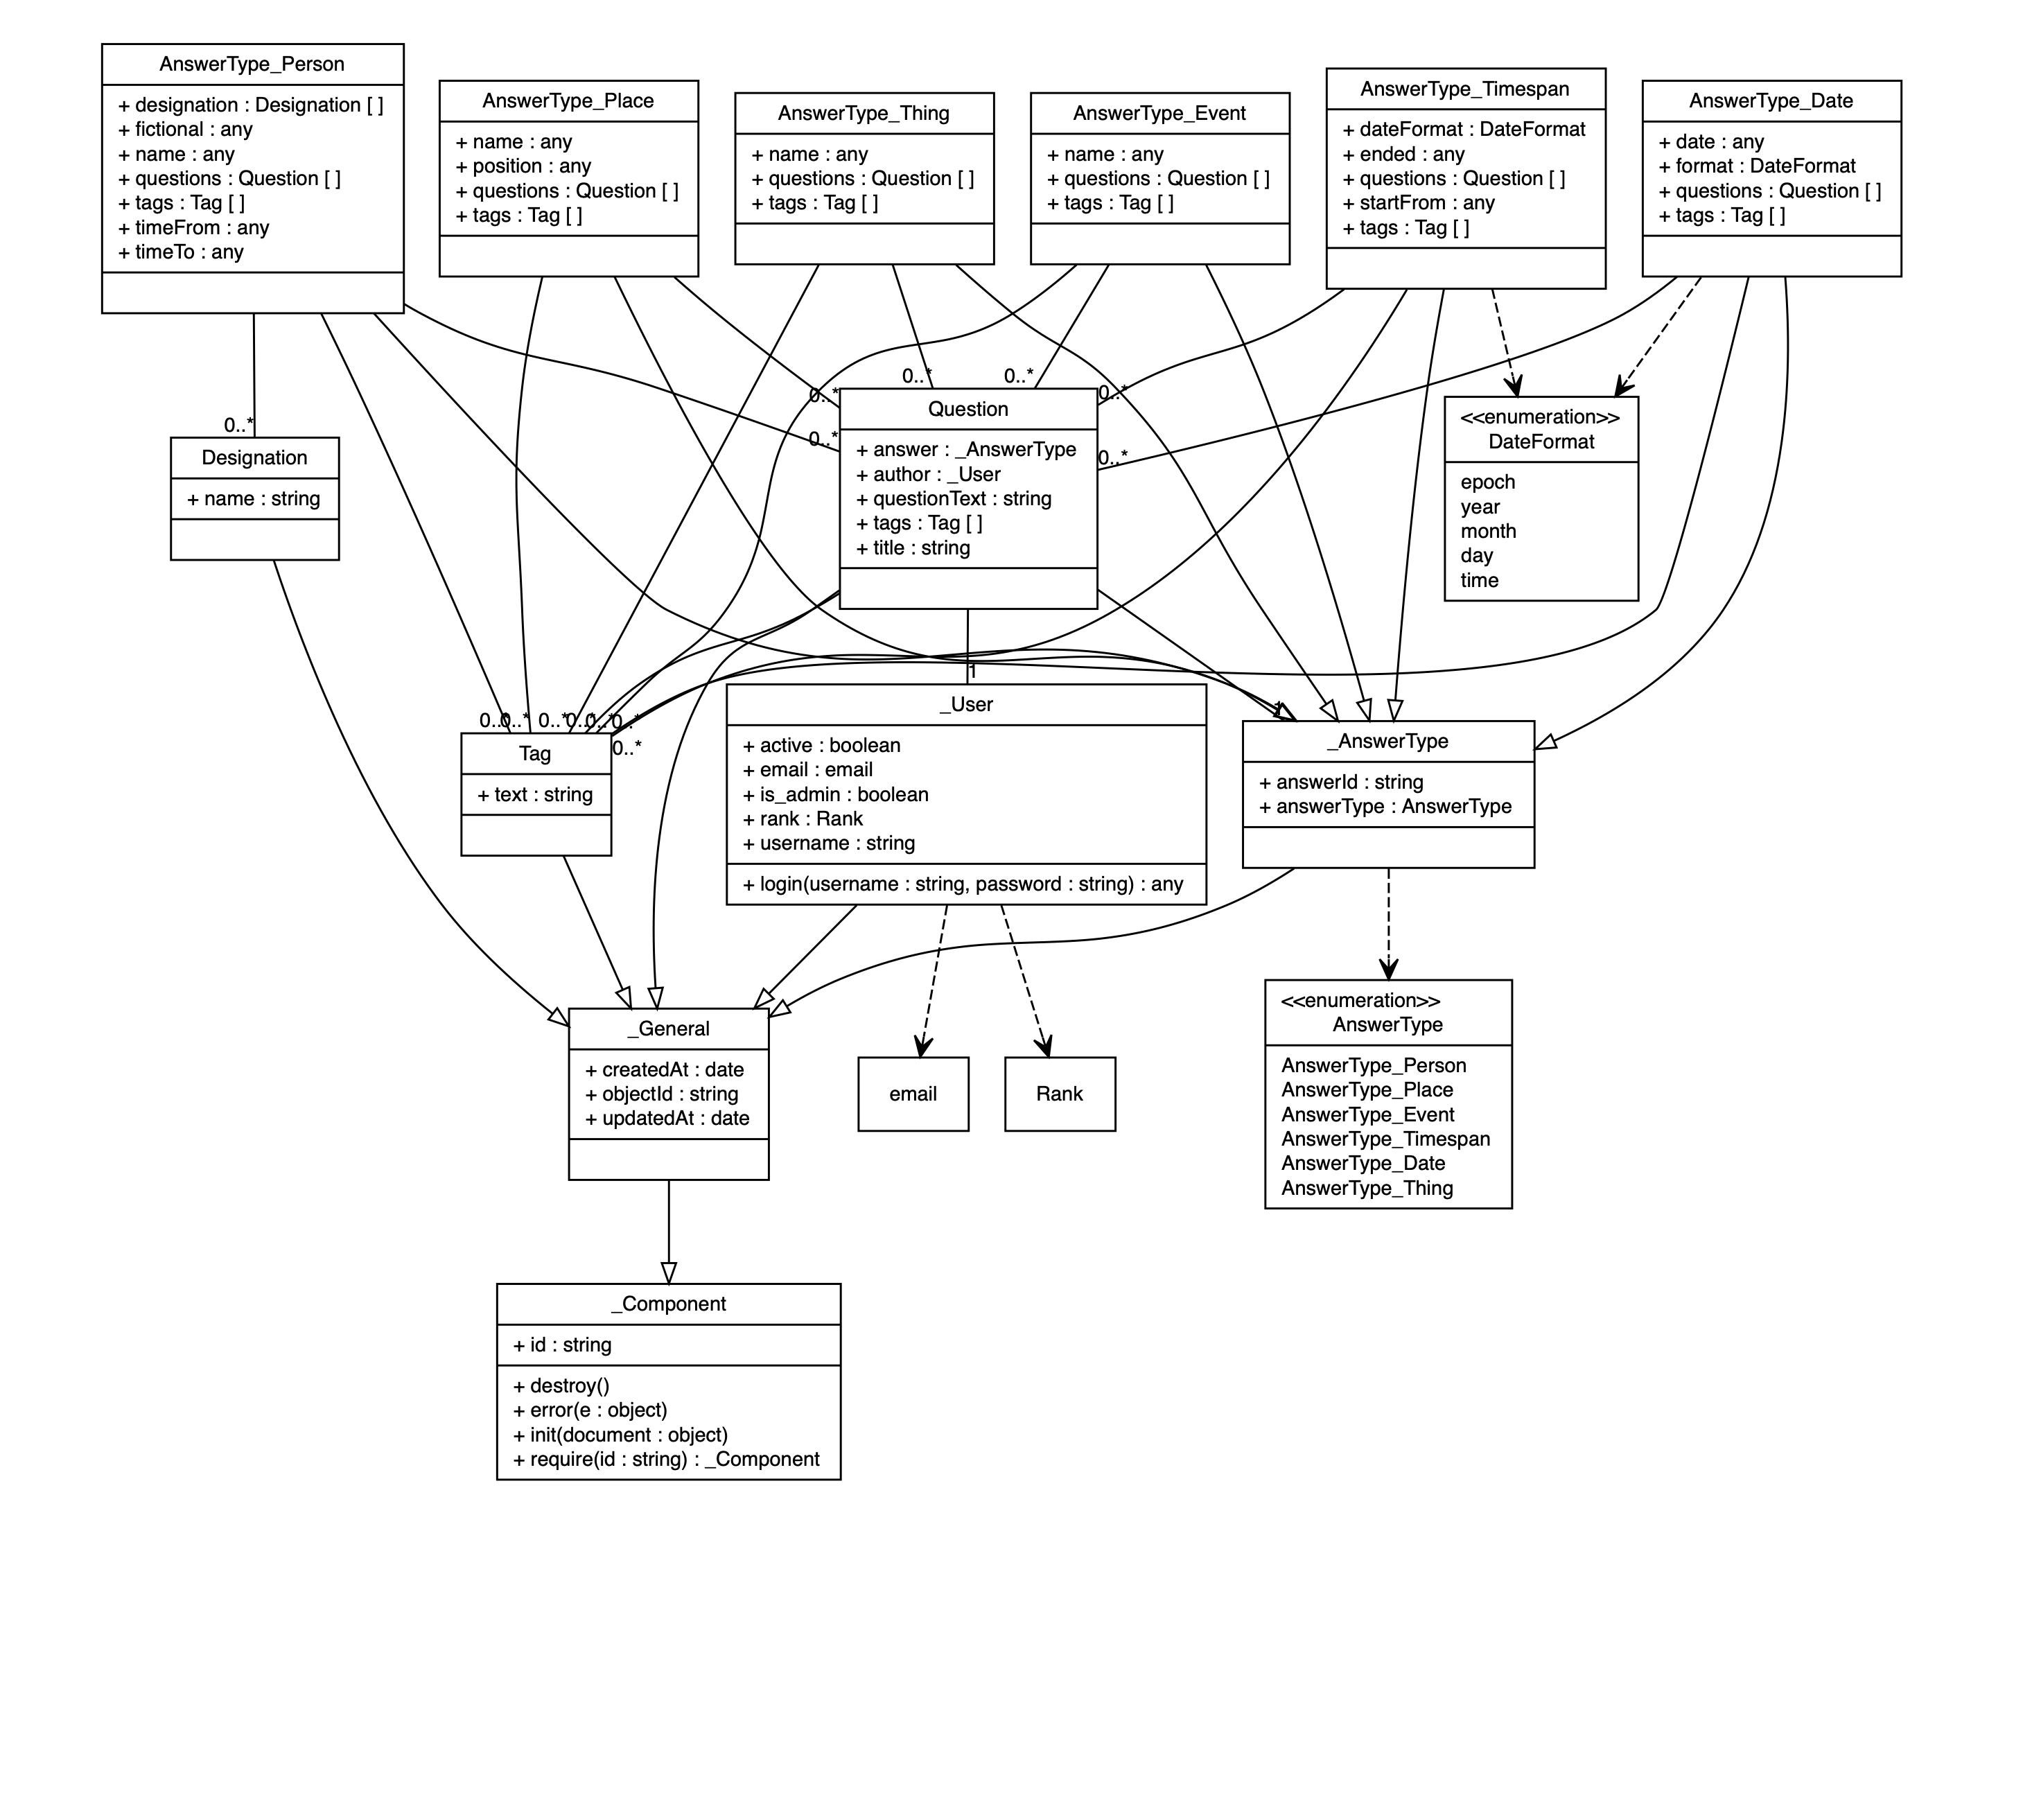 AnswerType_Person
+ designation : Designation [ ]
+ fictional : any
+ name : any
+ questions : Question [ ]
+ tags : Tag [ ]
+ timeFrom : any
+ timeTo : any
AnswerType_Place
+ name : any
+ position : any
+ questions : Question [ ]
+ tags : Tag [ ]
AnswerType_Thing
+ name : any
+ questions : Question [ ]
+ tags : Tag [ ]
AnswerType_Event
+ name : any
+ questions : Question [ ]
+ tags : Tag [ ]
AnswerType_Timespan
+ dateFormat : DateFormat
+ ended : any
+ questions : Question [ ]
+ startFrom : any
+ tags : Tag [ ]
AnswerType_Date
+ date : any
+ format : DateFormat
+ questions : Question [ ]
+ tags : Tag [ ]
0..*
0..*
0..*
0..*
0..*
0..*
0..*
Designation
+ name : string
Question
+ answer : _AnswerType
+ author : _User
+ questionText : string
+ tags : Tag [ ]
+ title : string
<<enumeration>>
DateFormat
epoch
year
month
day
time
1
1
0..*
0..*
0..*
0..*
0..*
0..*
0..*
Tag
+ text : string
_User
+ active : boolean
+ email : email
+ is_admin : boolean
+ rank : Rank
+ username : string
+ login(username : string, password : string) : any
_AnswerType
+ answerId : string
+ answerType : AnswerType
_General
+ createdAt : date
+ objectId : string
+ updatedAt : date
email
Rank
<<enumeration>>
AnswerType
AnswerType_Person
AnswerType_Place
AnswerType_Event
AnswerType_Timespan
AnswerType_Date
AnswerType_Thing
_Component
+ id : string
+ destroy()
+ error(e : object)
+ init(document : object)
+ require(id : string) : _Component